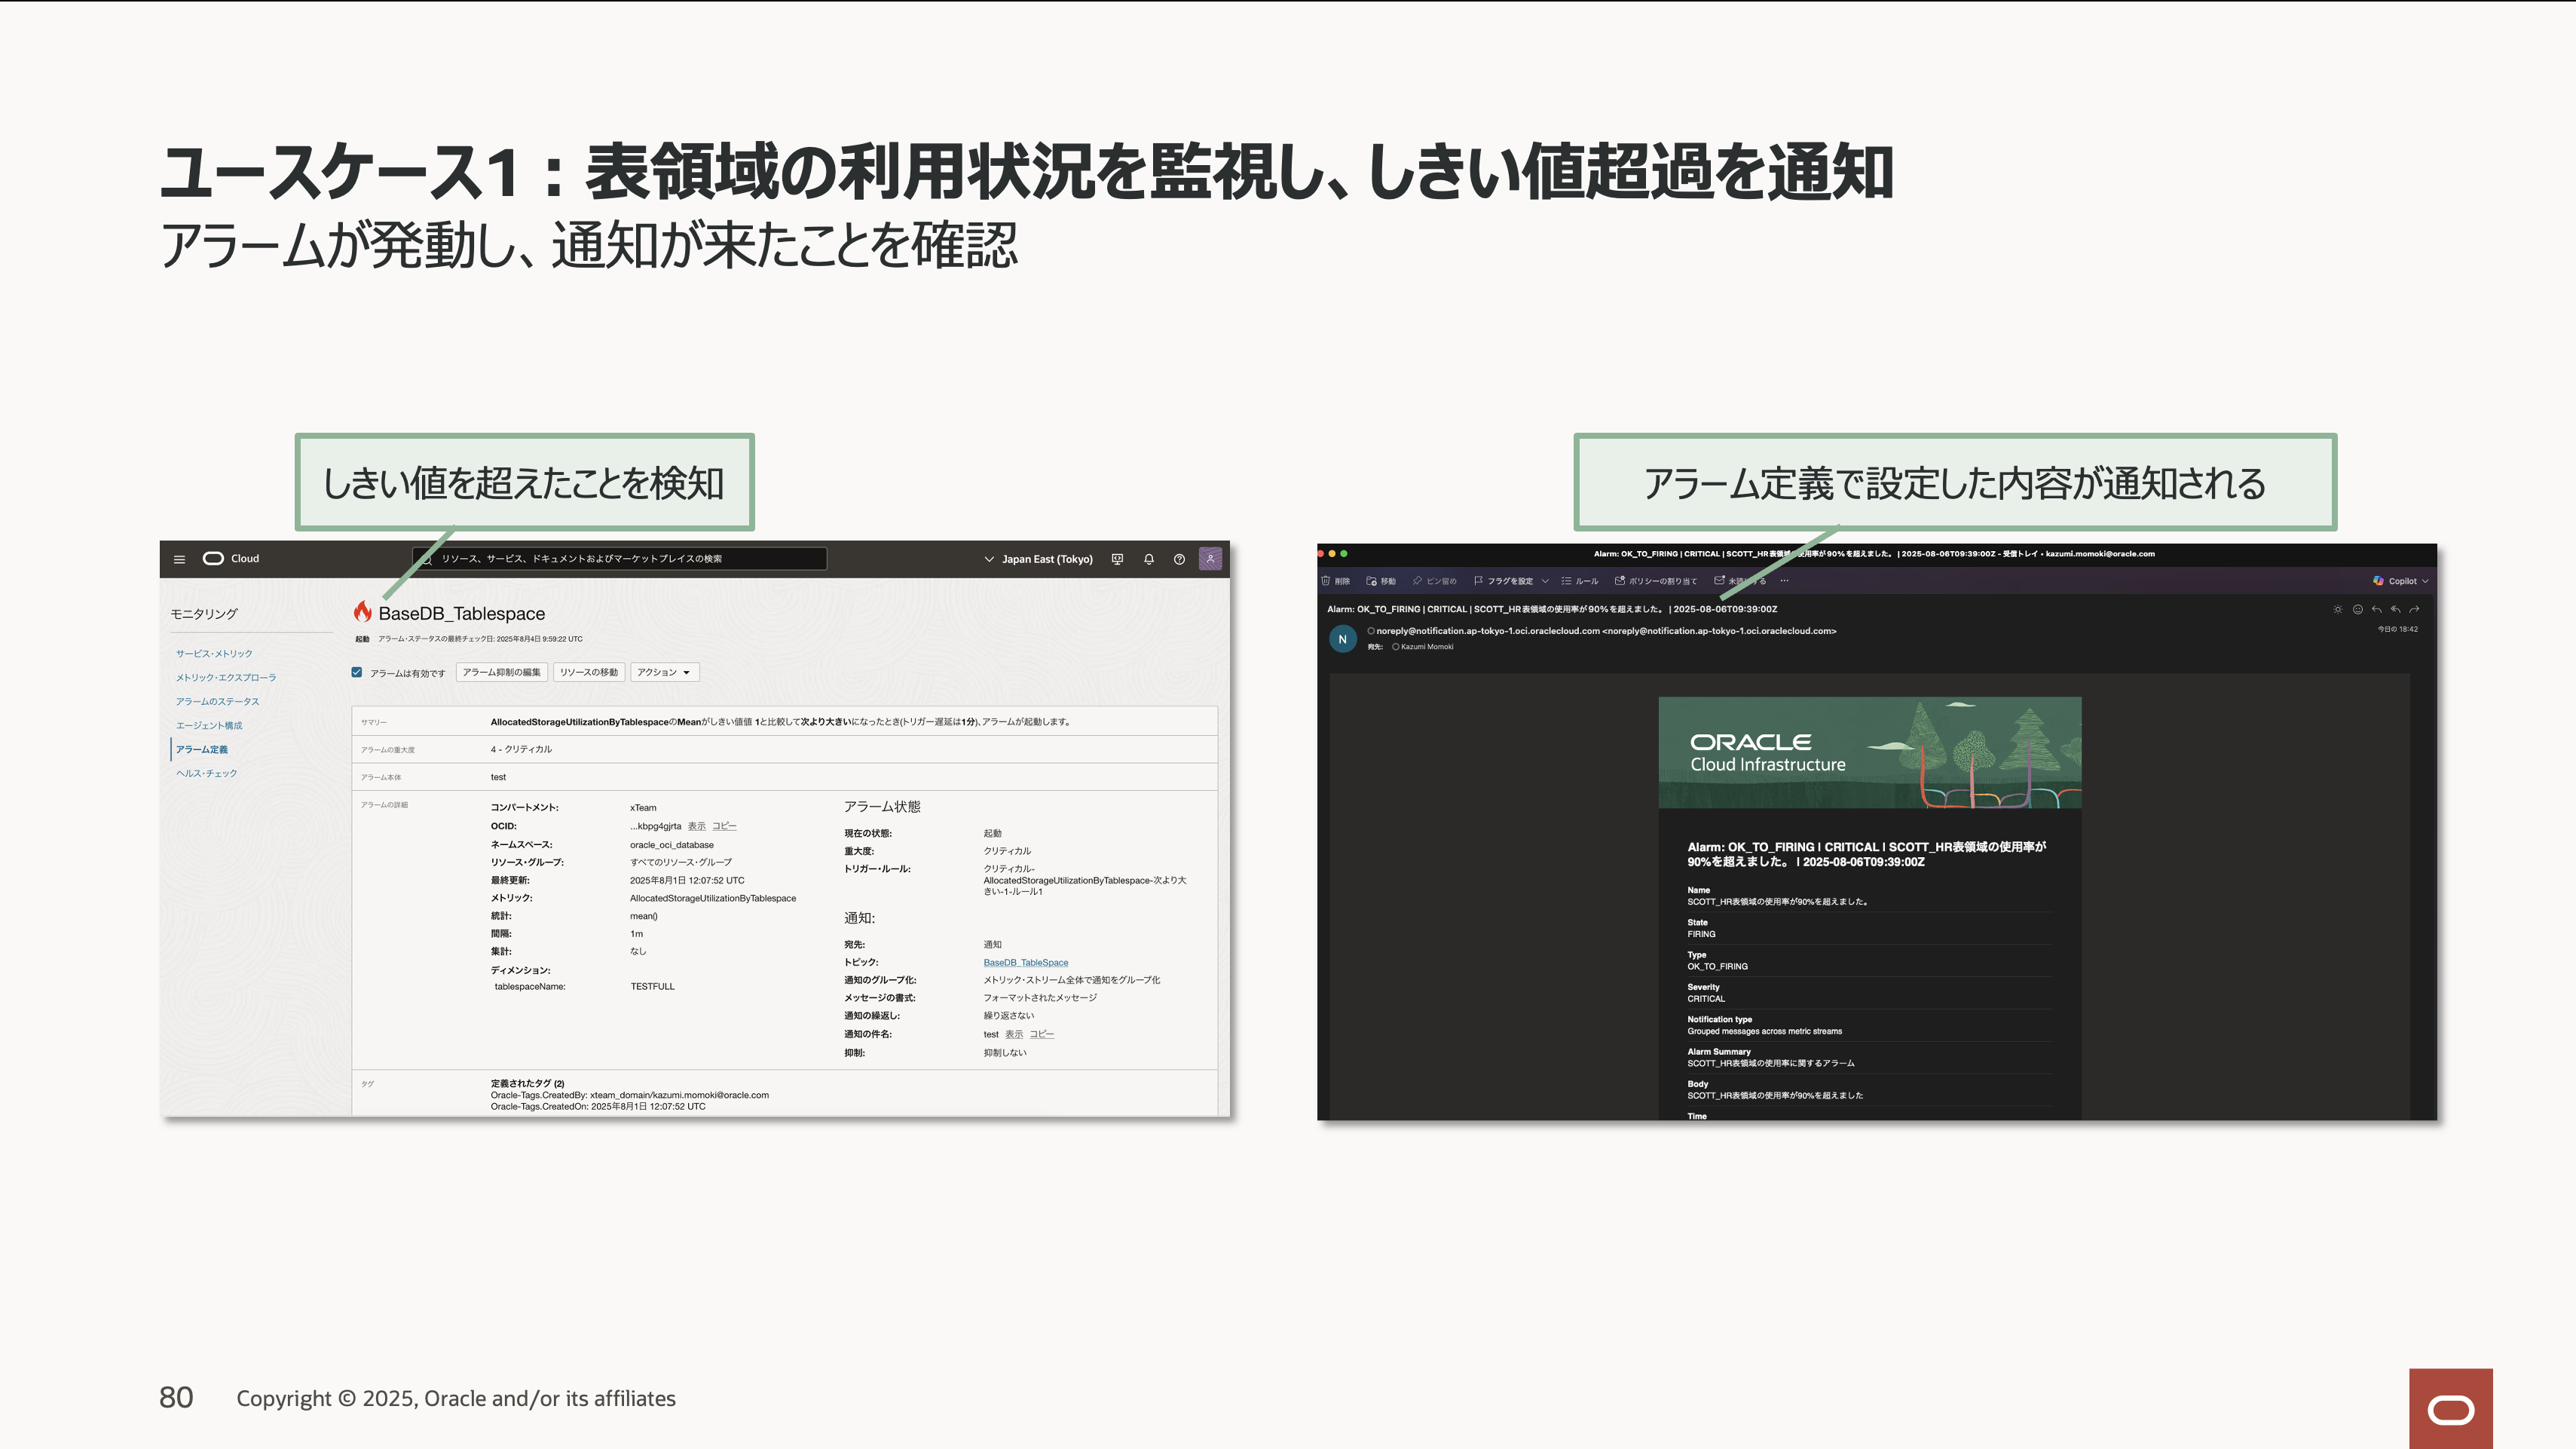 ユースケース1：表領域の利用状況を監視し、しきい値超過を通知
アラームが発動し、通知が来たことを確認
しきい値を超えたことを検知
Cloud
リソース、サービス、ドキュメントおよびマーケットプレイスの検索
Japan East (Tokyo)
モニタリング
サービス・メトリック
メトリック・エクスプローラ
アラームのステータス
エージェント構成
アラーム定義
ヘルス・チェック
BaseDB_Tablespace
起動 アラーム・ステータスの最終チェック日: 2025年8月4日 9:59:22 UTC
アラームは有効です アラーム抑制の編集 リソースの移動 アクション
サマリー AllocatedStorageUtilizationByTablespaceのMeanがしきい値値 1と比較して次より大きいになったとき(トリガー遅延は1分)、アラームが起動します。
アラームの重大度 4 - クリティカル
アラーム本体 test
アラームの詳細
コンパートメント: xTeam
OCID: ...kbpg4gjrta 表示 コピー
ネームスペース: oracle_oci_database
リソース・グループ: すべてのリソース・グループ
最終更新: 2025年8月1日 12:07:52 UTC
メトリック: AllocatedStorageUtilizationByTablespace
統計: mean()
間隔: 1m
集計: なし
ディメンション:
tablespaceName: TESTFULL
アラーム状態
現在の状態: 起動
重大度: クリティカル
トリガー・ルール: クリティカル-
AllocatedStorageUtilizationByTablespace-次より大
きい-1-ルール1
通知:
宛先: 通知
トピック: BaseDB_TableSpace
通知のグループ化: メトリック・ストリーム全体で通知をグループ化
メッセージの書式: フォーマットされたメッセージ
通知の繰返し: 繰り返さない
通知の件名: test 表示 コピー
抑制: 抑制しない
タグ 定義されたタグ (2)
Oracle-Tags.CreatedBy: xteam_domain/kazumi.momoki@oracle.com
Oracle-Tags.CreatedOn: 2025年8月1日 12:07:52 UTC
アラーム定義で設定した内容が通知される
Alarm: OK_TO_FIRING | CRITICAL | SCOTT_HR表領域の使用率が90%を超えました。 | 2025-08-06T09:39:00Z - 受信トレイ • kazumi.momoki@oracle.com
削除 移動 ピン留め フラグを設定 ルール ポリシーの割り当て 未読にする ... Copilot
Alarm: OK_TO_FIRING | CRITICAL | SCOTT_HR表領域の使用率が90%を超えました。 | 2025-08-06T09:39:00Z
N
noreply@notification.ap-tokyo-1.oci.oraclecloud.com <noreply@notification.ap-tokyo-1.oci.oraclecloud.com>
今日の 18:42
宛先: Kazumi Momoki
ORACLE
Cloud Infrastructure
Alarm: OK_TO_FIRING | CRITICAL | SCOTT_HR表領域の使用率が
90%を超えました。 | 2025-08-06T09:39:00Z
Name
SCOTT_HR表領域の使用率が90%を超えました。
State
FIRING
Type
OK_TO_FIRING
Severity
CRITICAL
Notification type
Grouped messages across metric streams
Alarm Summary
SCOTT_HR表領域の使用率に関するアラーム
Body
SCOTT_HR表領域の使用率が90%を超えました
Time
80 Copyright © 2025, Oracle and/or its affiliates